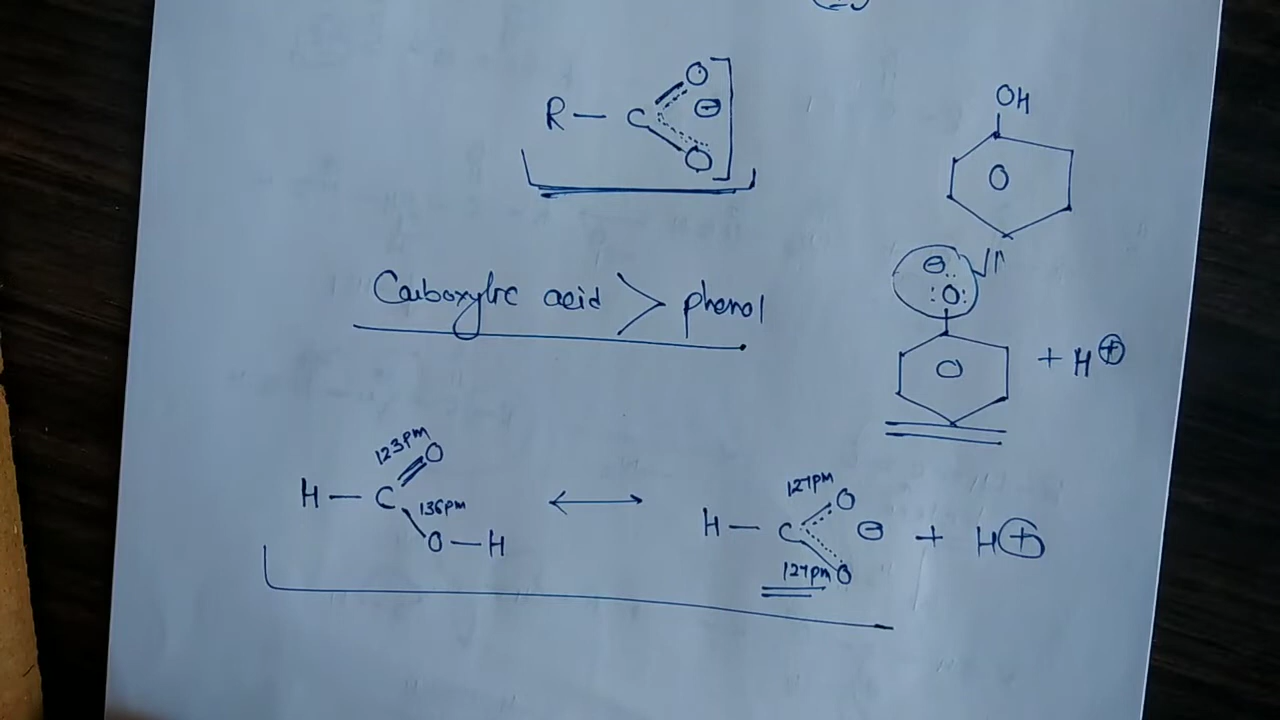 R — C O O ⊖
OH
Carboxylic acid > phenol
⊖
:Ö:
+ H⊕
123pm
H — C O
136pm
O — H
⟷
127pm
H — C O ⊖ + H⊕
127pm O